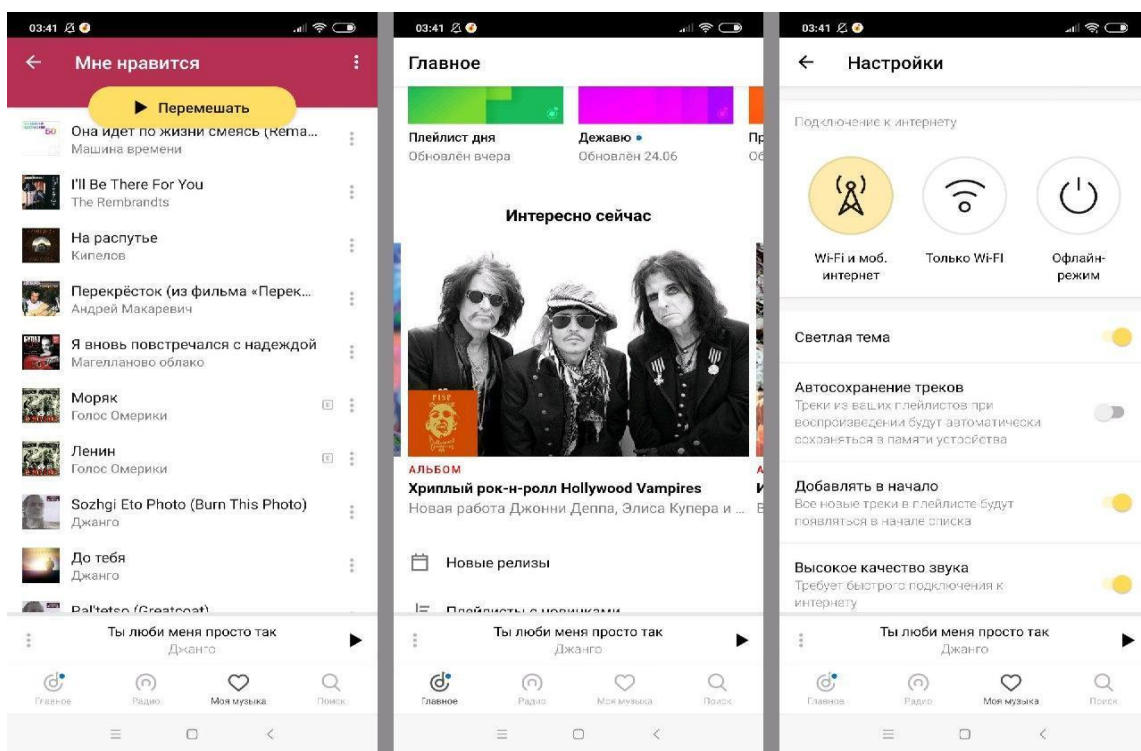 03:41
Мне нравится
Перемешать
Она идет по жизни смеясь (Rema...
Машина времени
I'll Be There For You
The Rembrandts
На распутье
Кипелов
Перекрёсток (из фильма «Перек...
Андрей Макаревич
Я вновь повстречался с надеждой
Магелланово облако
Моряк
Голос Омерики
E
Ленин
Голос Омерики
E
Sozhgi Eto Photo (Burn This Photo)
Джанго
До тебя
Джанго
Pal'tetso (Greatcoat)
Ты люби меня просто так
Джанго
Главное
Радио
Моя музыка
Поиск
03:41
Главное
Плейлист дня
Обновлён вчера
Дежавю
Обновлён 24.06
Пр
Об
Интересно сейчас
АЛЬБОМ
Хриплый рок-н-ролл Hollywood Vampires
Новая работа Джонни Деппа, Элиса Купера и ...
Новые релизы
Плейлисты с новинками
Ты люби меня просто так
Джанго
Главное
Радио
Моя музыка
Поиск
03:41
Настройки
Подключение к интернету
Wi-Fi и моб.
интернет
Только Wi-FI
Офлайн-
режим
Светлая тема
Автосохранение треков
Треки из ваших плейлистов при
воспроизведении будут автоматически
сохраняться в памяти устройства
Добавлять в начало
Все новые треки в плейлисте будут
появляться в начале списка
Высокое качество звука
Требует быстрого подключения к
интернету
Ты люби меня просто так
Джанго
Главное
Радио
Моя музыка
Поиск